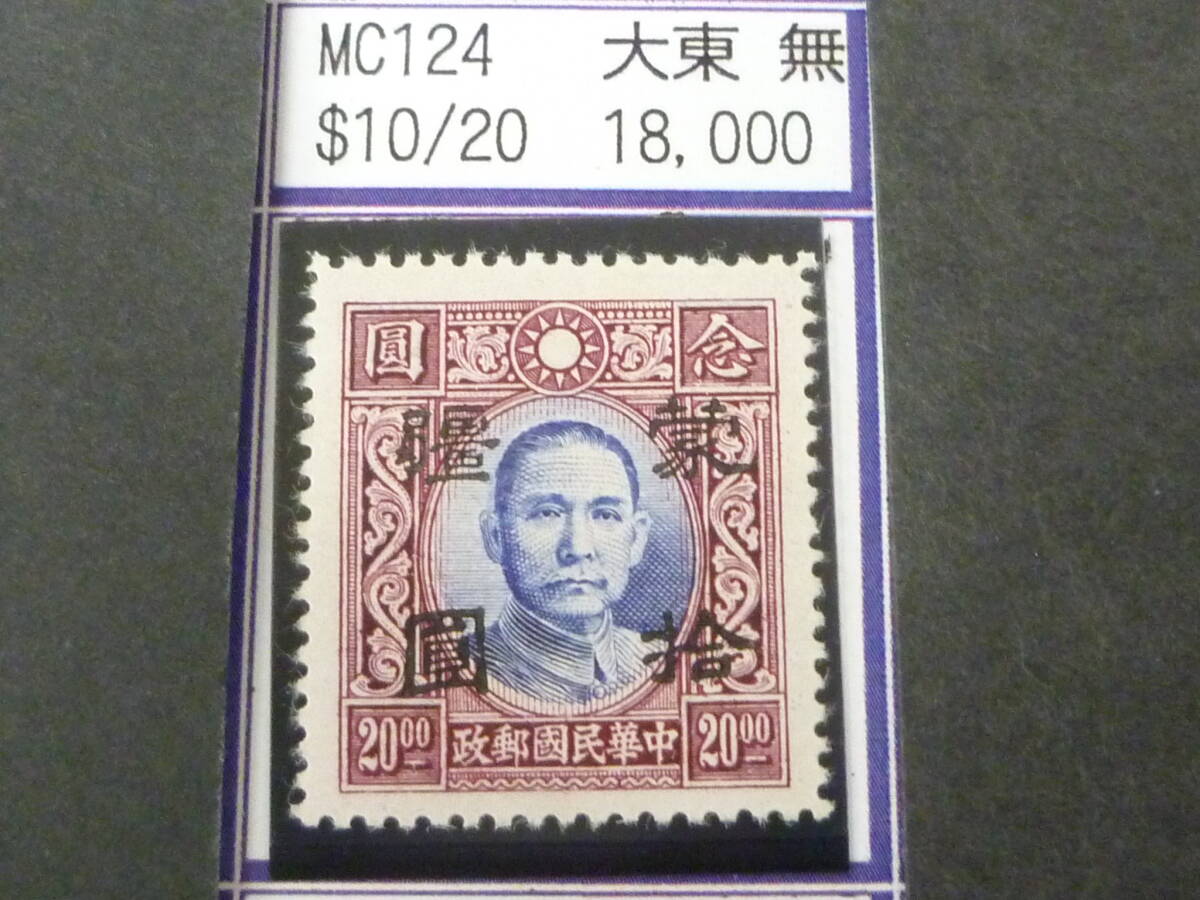 MC124 大東 無
$10/20 18,000
圓 念
疆 蒙
圓 拾
20.00 政郵國民華中 20.00